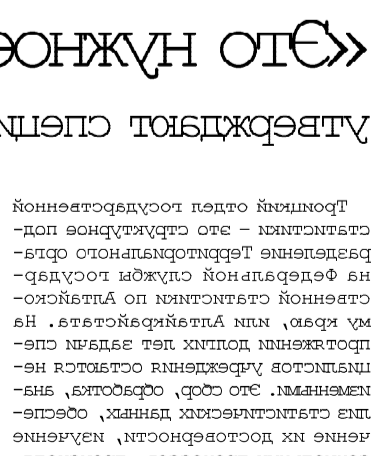 «Это нужное
утверждают специ
Троицкий отдел государственной
статистики – это структурное под-
разделение Территориального орга-
на Федеральной службы государ-
ственной статистики по Алтайско-
му краю, или Алтайкрайстата. На
протяжении долгих лет задачи спе-
циалистов учреждения остаются не-
изменными. Это сбор, обработка, ана-
лиз статистических данных, обеспе-
чение их достоверности, изучение